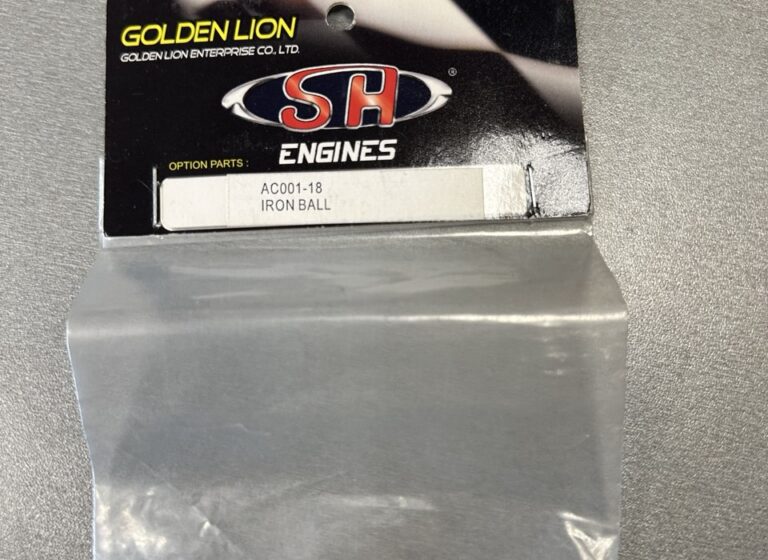 GOLDEN LION
GOLDEN LION ENTERPRISE CO., LTD.
SH ®
ENGINES
OPTION PARTS :
AC001-18
IRON BALL